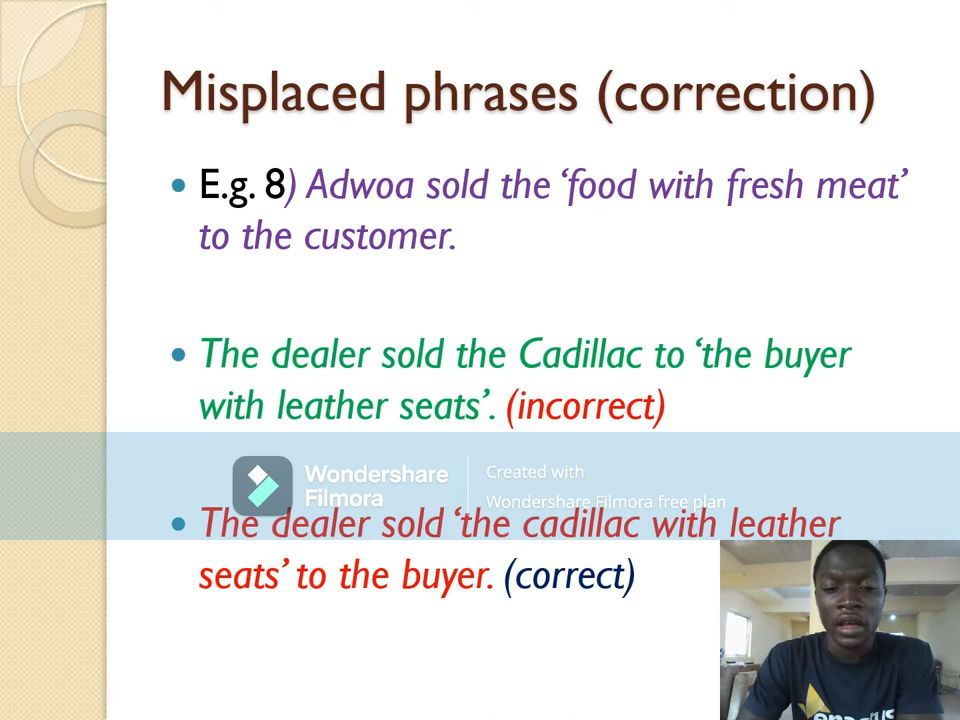 Misplaced phrases (correction)
E.g. 8) Adwoa sold the ‘food with fresh meat’
to the customer.
The dealer sold the Cadillac to ‘the buyer
with leather seats’. (incorrect)
Wondershare
Filmora
Created with
Wondershare Filmora free plan
The dealer sold ‘the cadillac with leather
seats’ to the buyer. (correct)